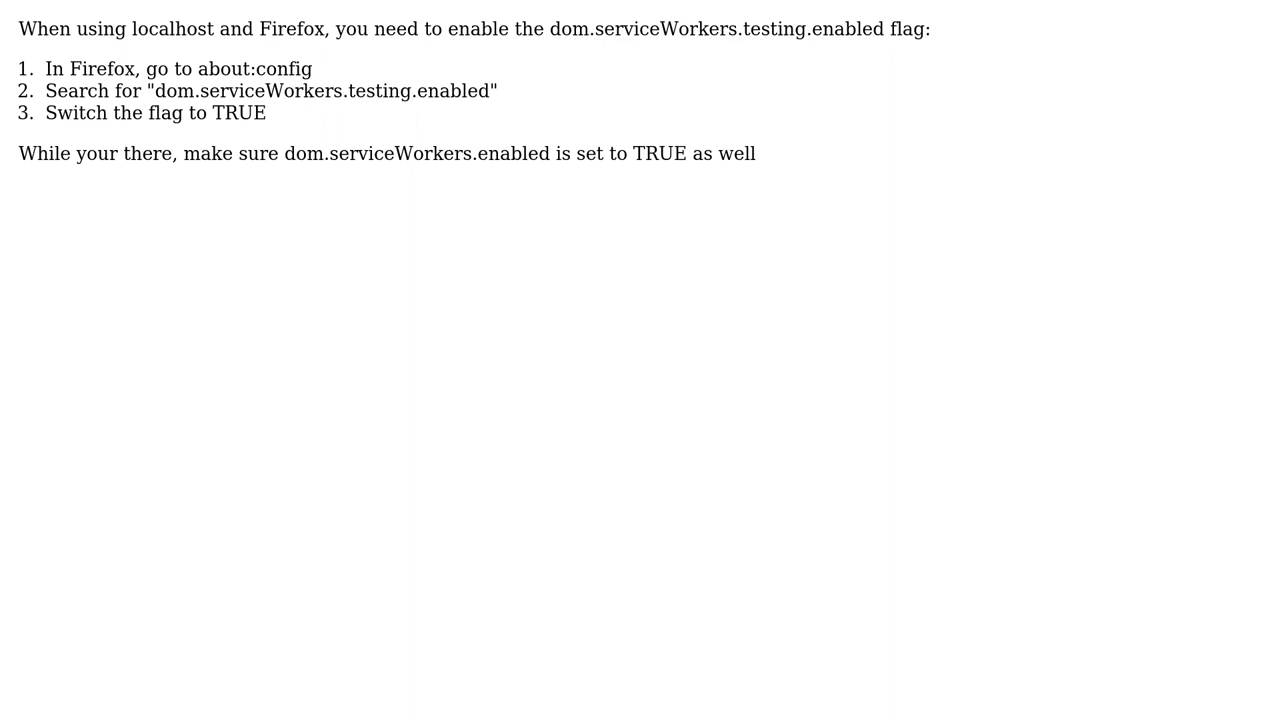 When using localhost and Firefox, you need to enable the dom.serviceWorkers.testing.enabled flag:
1. In Firefox, go to about:config
2. Search for "dom.serviceWorkers.testing.enabled"
3. Switch the flag to TRUE
While your there, make sure dom.serviceWorkers.enabled is set to TRUE as well